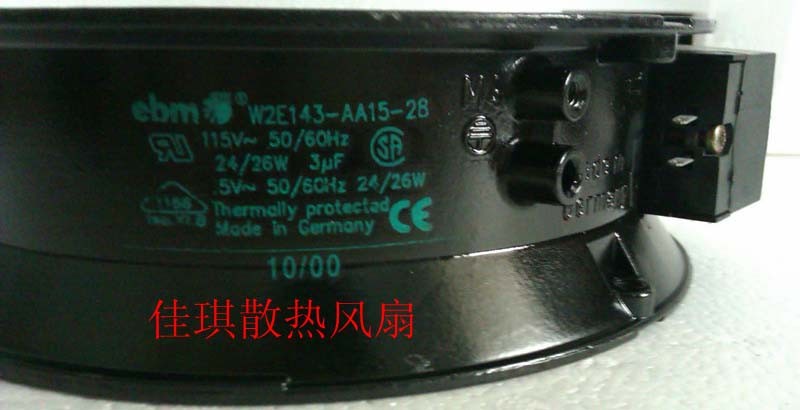 ebm ® W2E143-AA15-28
115V~ 50/60Hz
24/26W 3µF
.5V~ 50/60Hz 24/26W
Thermally protected
Made in Germany
CE
10/00
佳琪散热风扇